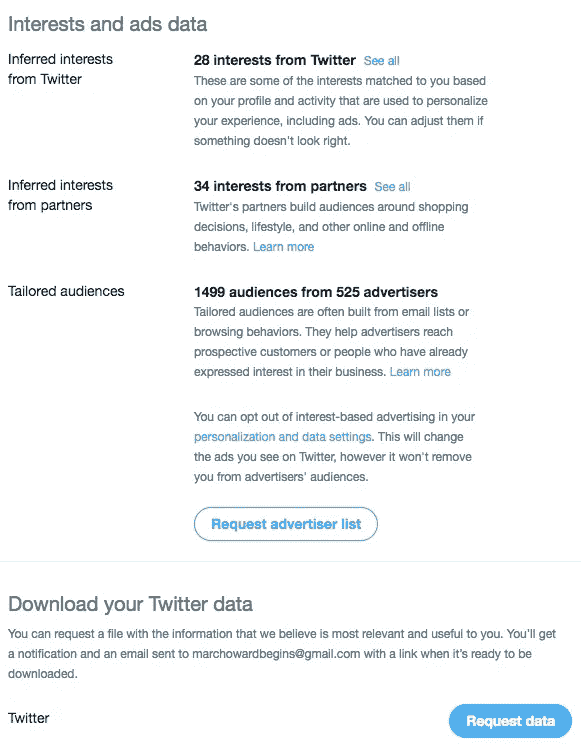 Interests and ads data
Inferred interests
from Twitter
28 interests from Twitter See all
These are some of the interests matched to you based
on your profile and activity that are used to personalize
your experience, including ads. You can adjust them if
something doesn't look right.
Inferred interests
from partners
34 interests from partners See all
Twitter's partners build audiences around shopping
decisions, lifestyle, and other online and offline
behaviors. Learn more
Tailored audiences
1499 audiences from 525 advertisers
Tailored audiences are often built from email lists or
browsing behaviors. They help advertisers reach
prospective customers or people who have already
expressed interest in their business. Learn more
You can opt out of interest-based advertising in your
personalization and data settings. This will change
the ads you see on Twitter, however it won't remove
you from advertisers' audiences.
Request advertiser list
Download your Twitter data
You can request a file with the information that we believe is most relevant and useful to you. You'll get
a notification and an email sent to marchowardbegins@gmail.com with a link when it's ready to be
downloaded.
Twitter
Request data